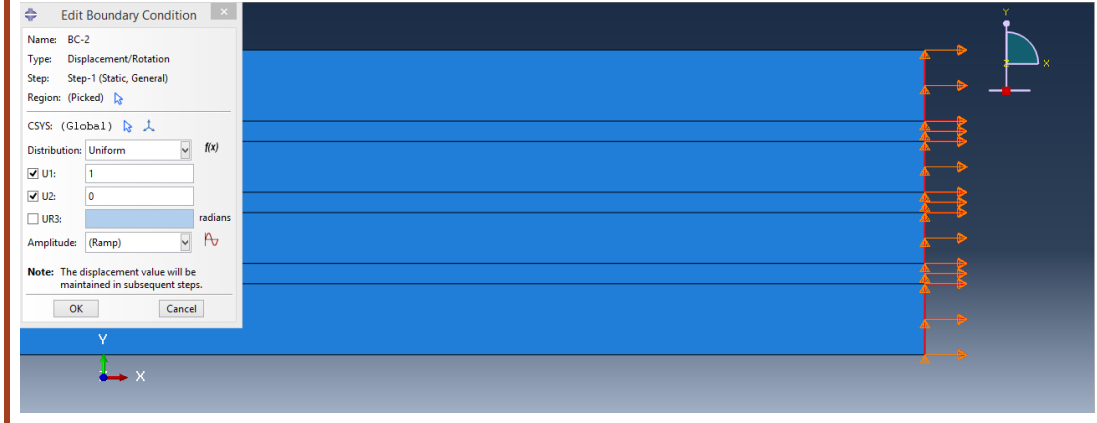 Edit Boundary Condition
Name: BC-2
Type: Displacement/Rotation
Step: Step-1 (Static, General)
Region: (Picked)
CSYS: (Global)
Distribution: Uniform f(x)
U1: 1
U2: 0
UR3: radians
Amplitude: (Ramp)
Note: The displacement value will be
maintained in subsequent steps.
OK Cancel
Y
X
Y
Z X